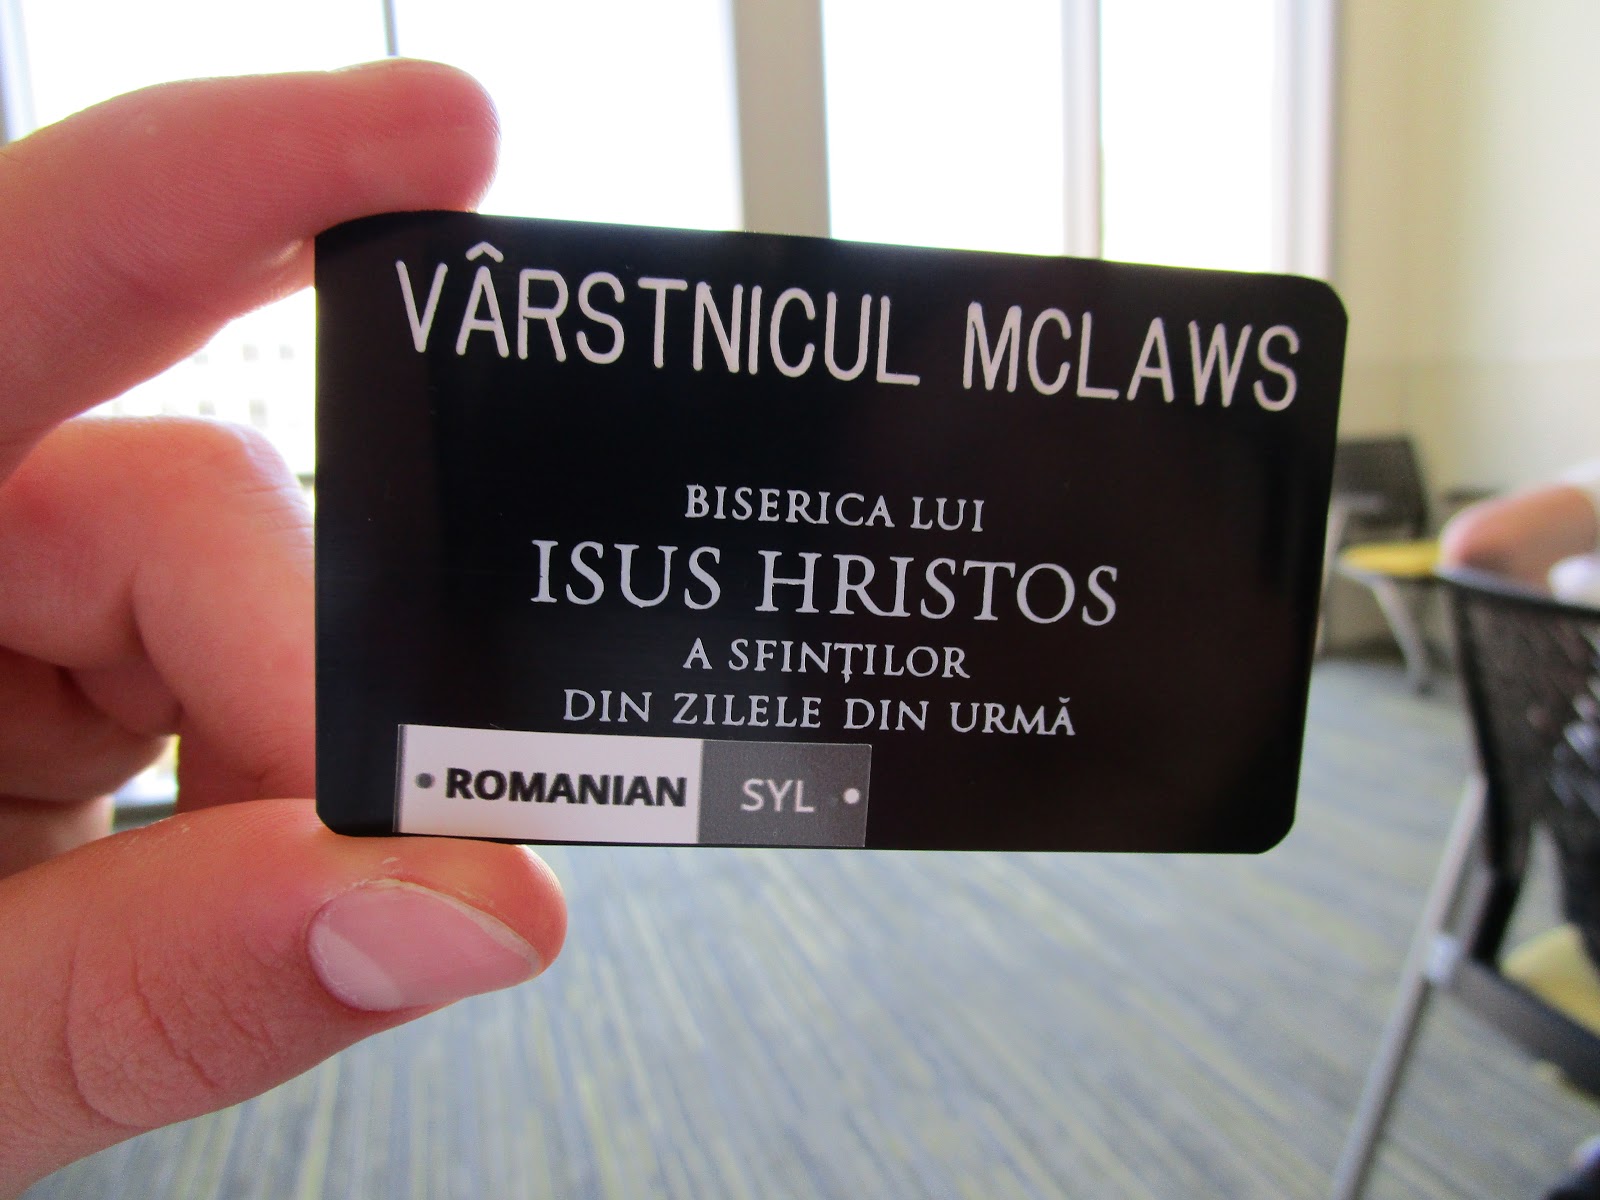 VÂRSTNICUL MCLAWS
BISERICA LUI
ISUS HRISTOS
A SFINȚILOR
DIN ZILELE DIN URMĂ
• ROMANIAN SYL •